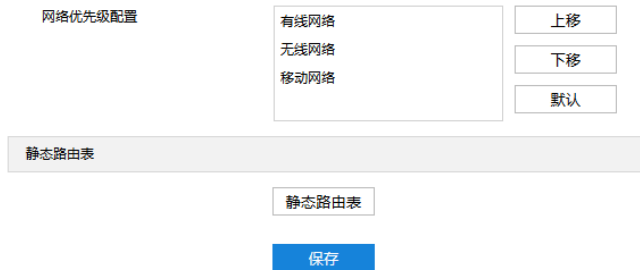 网络优先级配置
有线网络
无线网络
移动网络
上移
下移
默认
静态路由表
静态路由表
保存